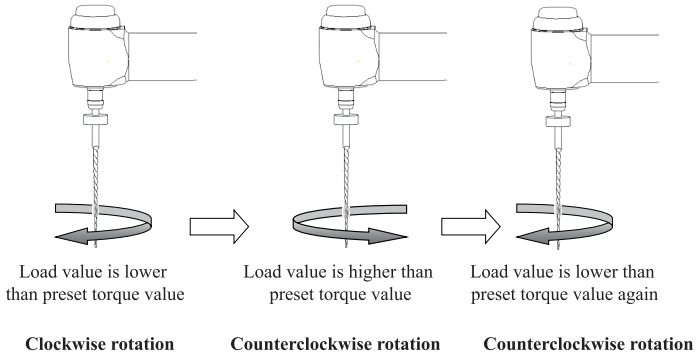 Load value is lower
than preset torque value
Load value is higher than
preset torque value
Load value is lower than
preset torque value again
Clockwise rotation
Counterclockwise rotation
Counterclockwise rotation